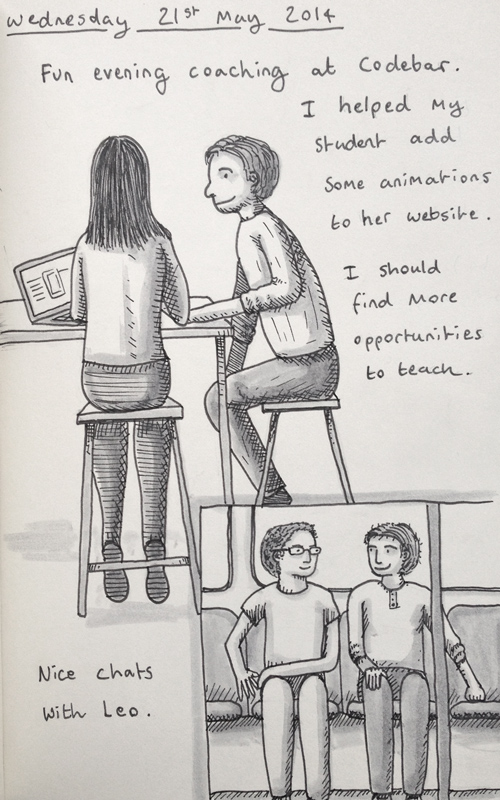 Wednesday 21st May 2014
Fun evening coaching at Codebar.
I helped my
student add
some animations
to her website.
I should
find more
opportunities
to teach.
Nice chats
with Leo.